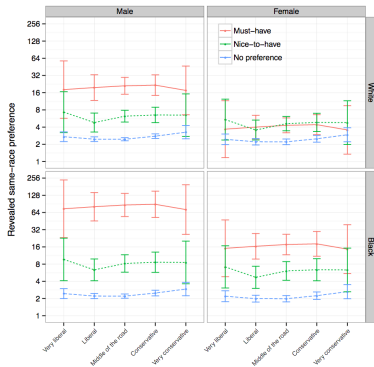 Male
Female
256
128
64
32
16
8
4
2
1
Must-have
Nice-to-have
No preference
White
Revealed same-race preference
256
128
64
32
16
8
4
2
1
Black
Very liberal
Liberal
Middle of the road
Conservative
Very conservative
Very liberal
Liberal
Middle of the road
Conservative
Very conservative